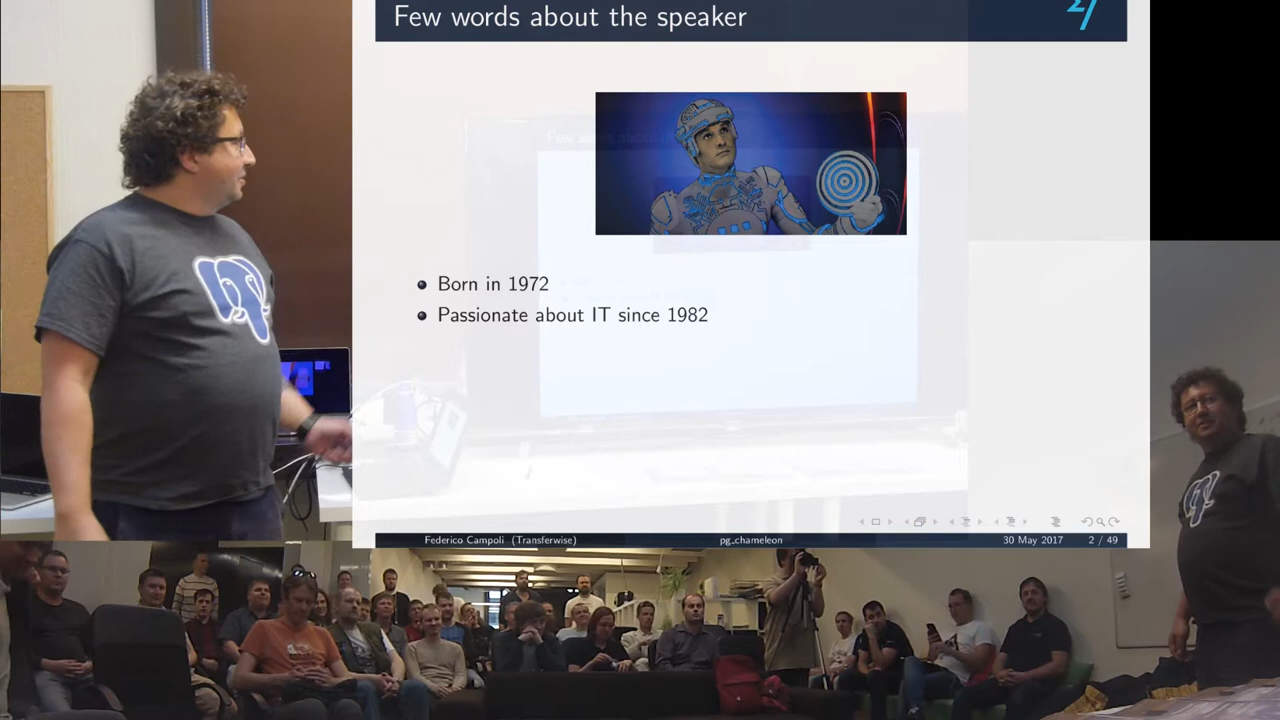 Few words about the speaker
Born in 1972
Passionate about IT since 1982
Federico Campoli (Transferwise)
pg_chameleon
30 May 2017
2 / 49